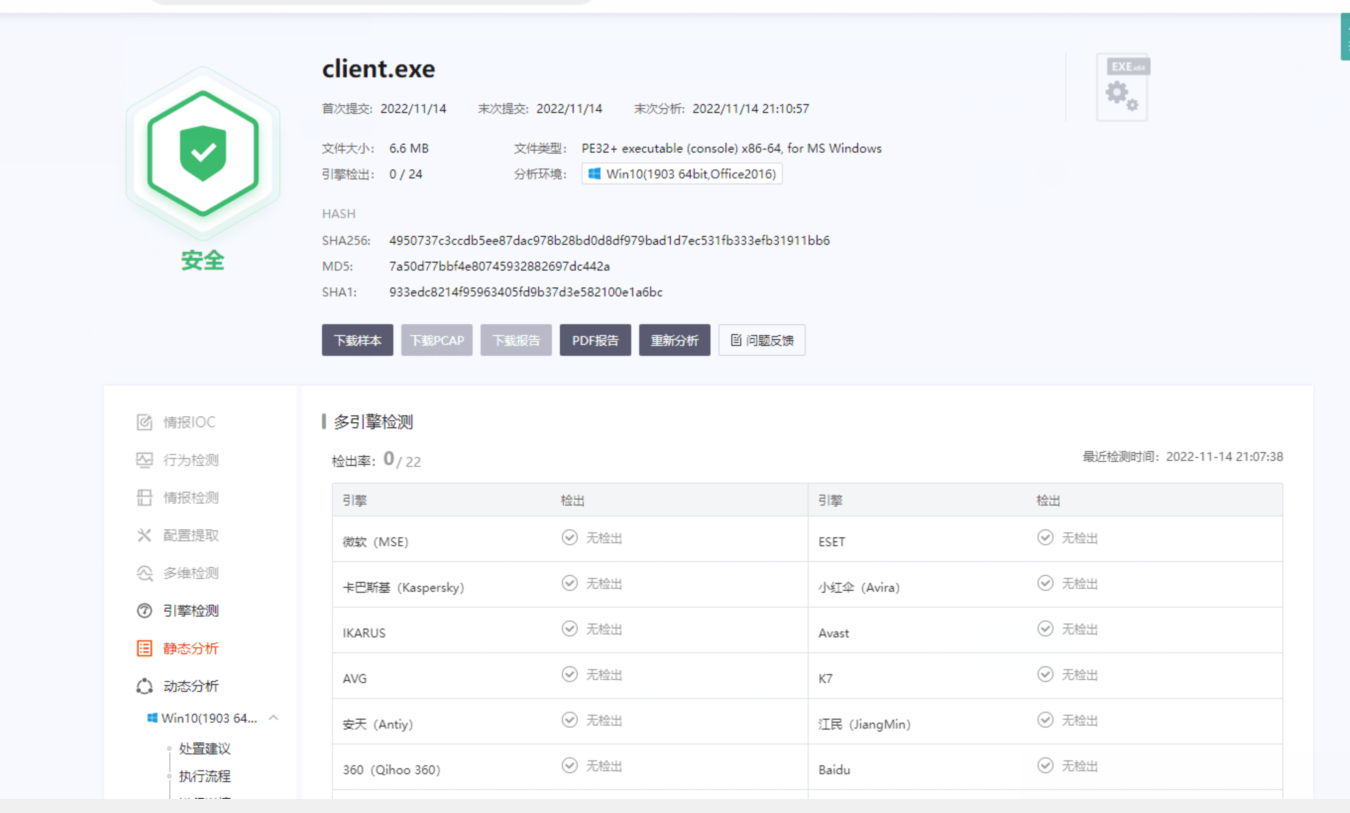 client.exe
EXE x64
首次提交: 2022/11/14 末次提交: 2022/11/14 末次分析: 2022/11/14 21:10:57
文件大小: 6.6 MB 文件类型: PE32+ executable (console) x86-64, for MS Windows
引擎检出: 0 / 24 分析环境: Win10(1903 64bit,Office2016)
HASH
SHA256: 4950737c3ccdb5ee87dac978b28bd0d8df979bad1d7ec531fb333efb31911bb6
安全
MD5: 7a50d77bbf4e80745932882697dc442a
SHA1: 933edc8214f95963405fd9b37d3e582100e1a6bc
下载样本 下载PCAP 下载报告 PDF报告 重新分析 问题反馈
情报IOC
行为检测
情报检测
配置提取
多维检测
引擎检测
静态分析
动态分析
Win10(1903 64...
处置建议
执行流程
多引擎检测
检出率: 0 / 22 最近检测时间: 2022-11-14 21:07:38
引擎 检出 引擎 检出
微软 (MSE) 无检出 ESET 无检出
卡巴斯基 (Kaspersky) 无检出 小红伞 (Avira) 无检出
IKARUS 无检出 Avast 无检出
AVG 无检出 K7 无检出
安天 (Antiy) 无检出 江民 (JiangMin) 无检出
360 (Qihoo 360) 无检出 Baidu 无检出